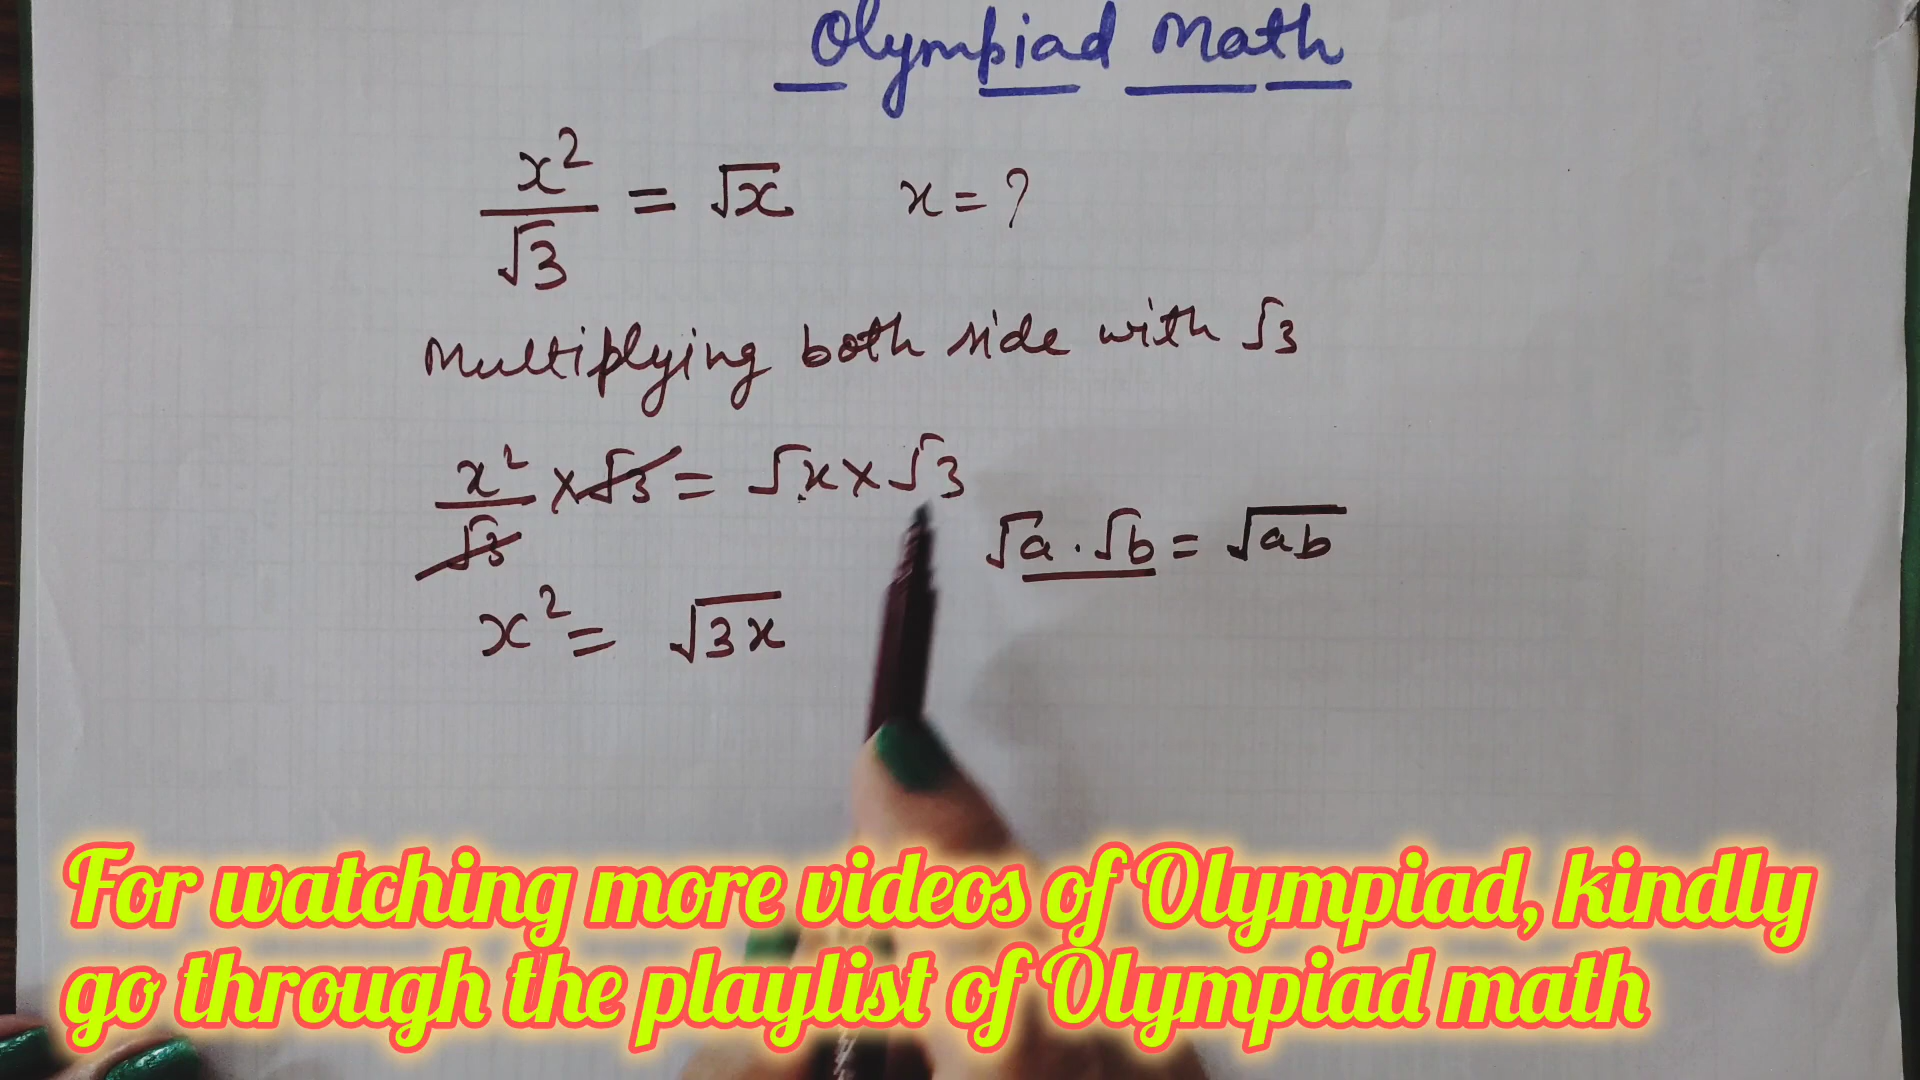 Olympiad Math
x²/√3 = √x x = ?
Multiplying both side with √3
x²/√3 × √3 = √x × √3
√a . √b = √ab
x² = √3x
For watching more videos of Olympiad, kindly
go through the playlist of Olympiad math